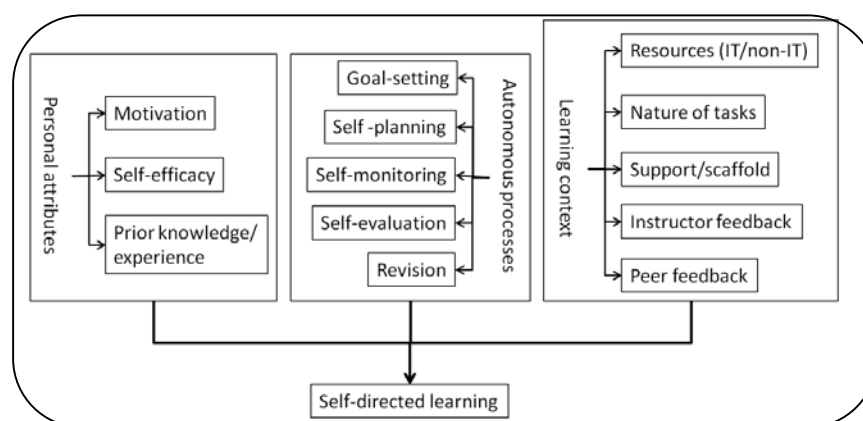 Personal attributes
Motivation
Self-efficacy
Prior knowledge/
experience
Goal-setting
Self -planning
Self-monitoring
Self-evaluation
Revision
Autonomous processes
Learning context
Resources (IT/non-IT)
Nature of tasks
Support/scaffold
Instructor feedback
Peer feedback
Self-directed learning